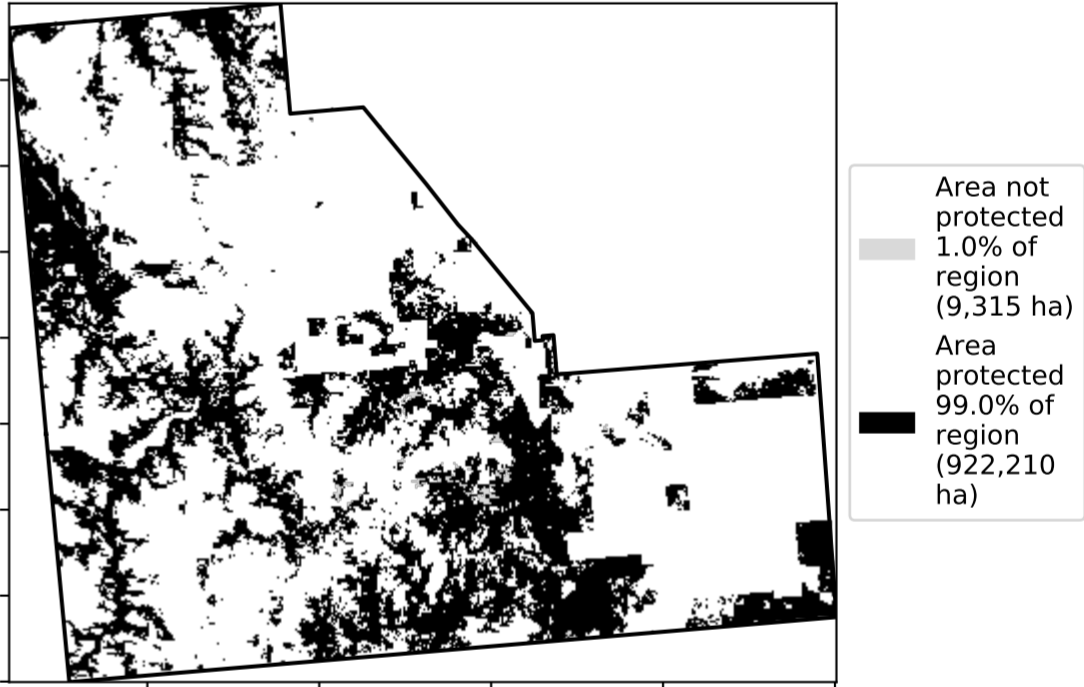 Area not
protected
1.0% of
region
(9,315 ha)
Area
protected
99.0% of
region
(922,210
ha)